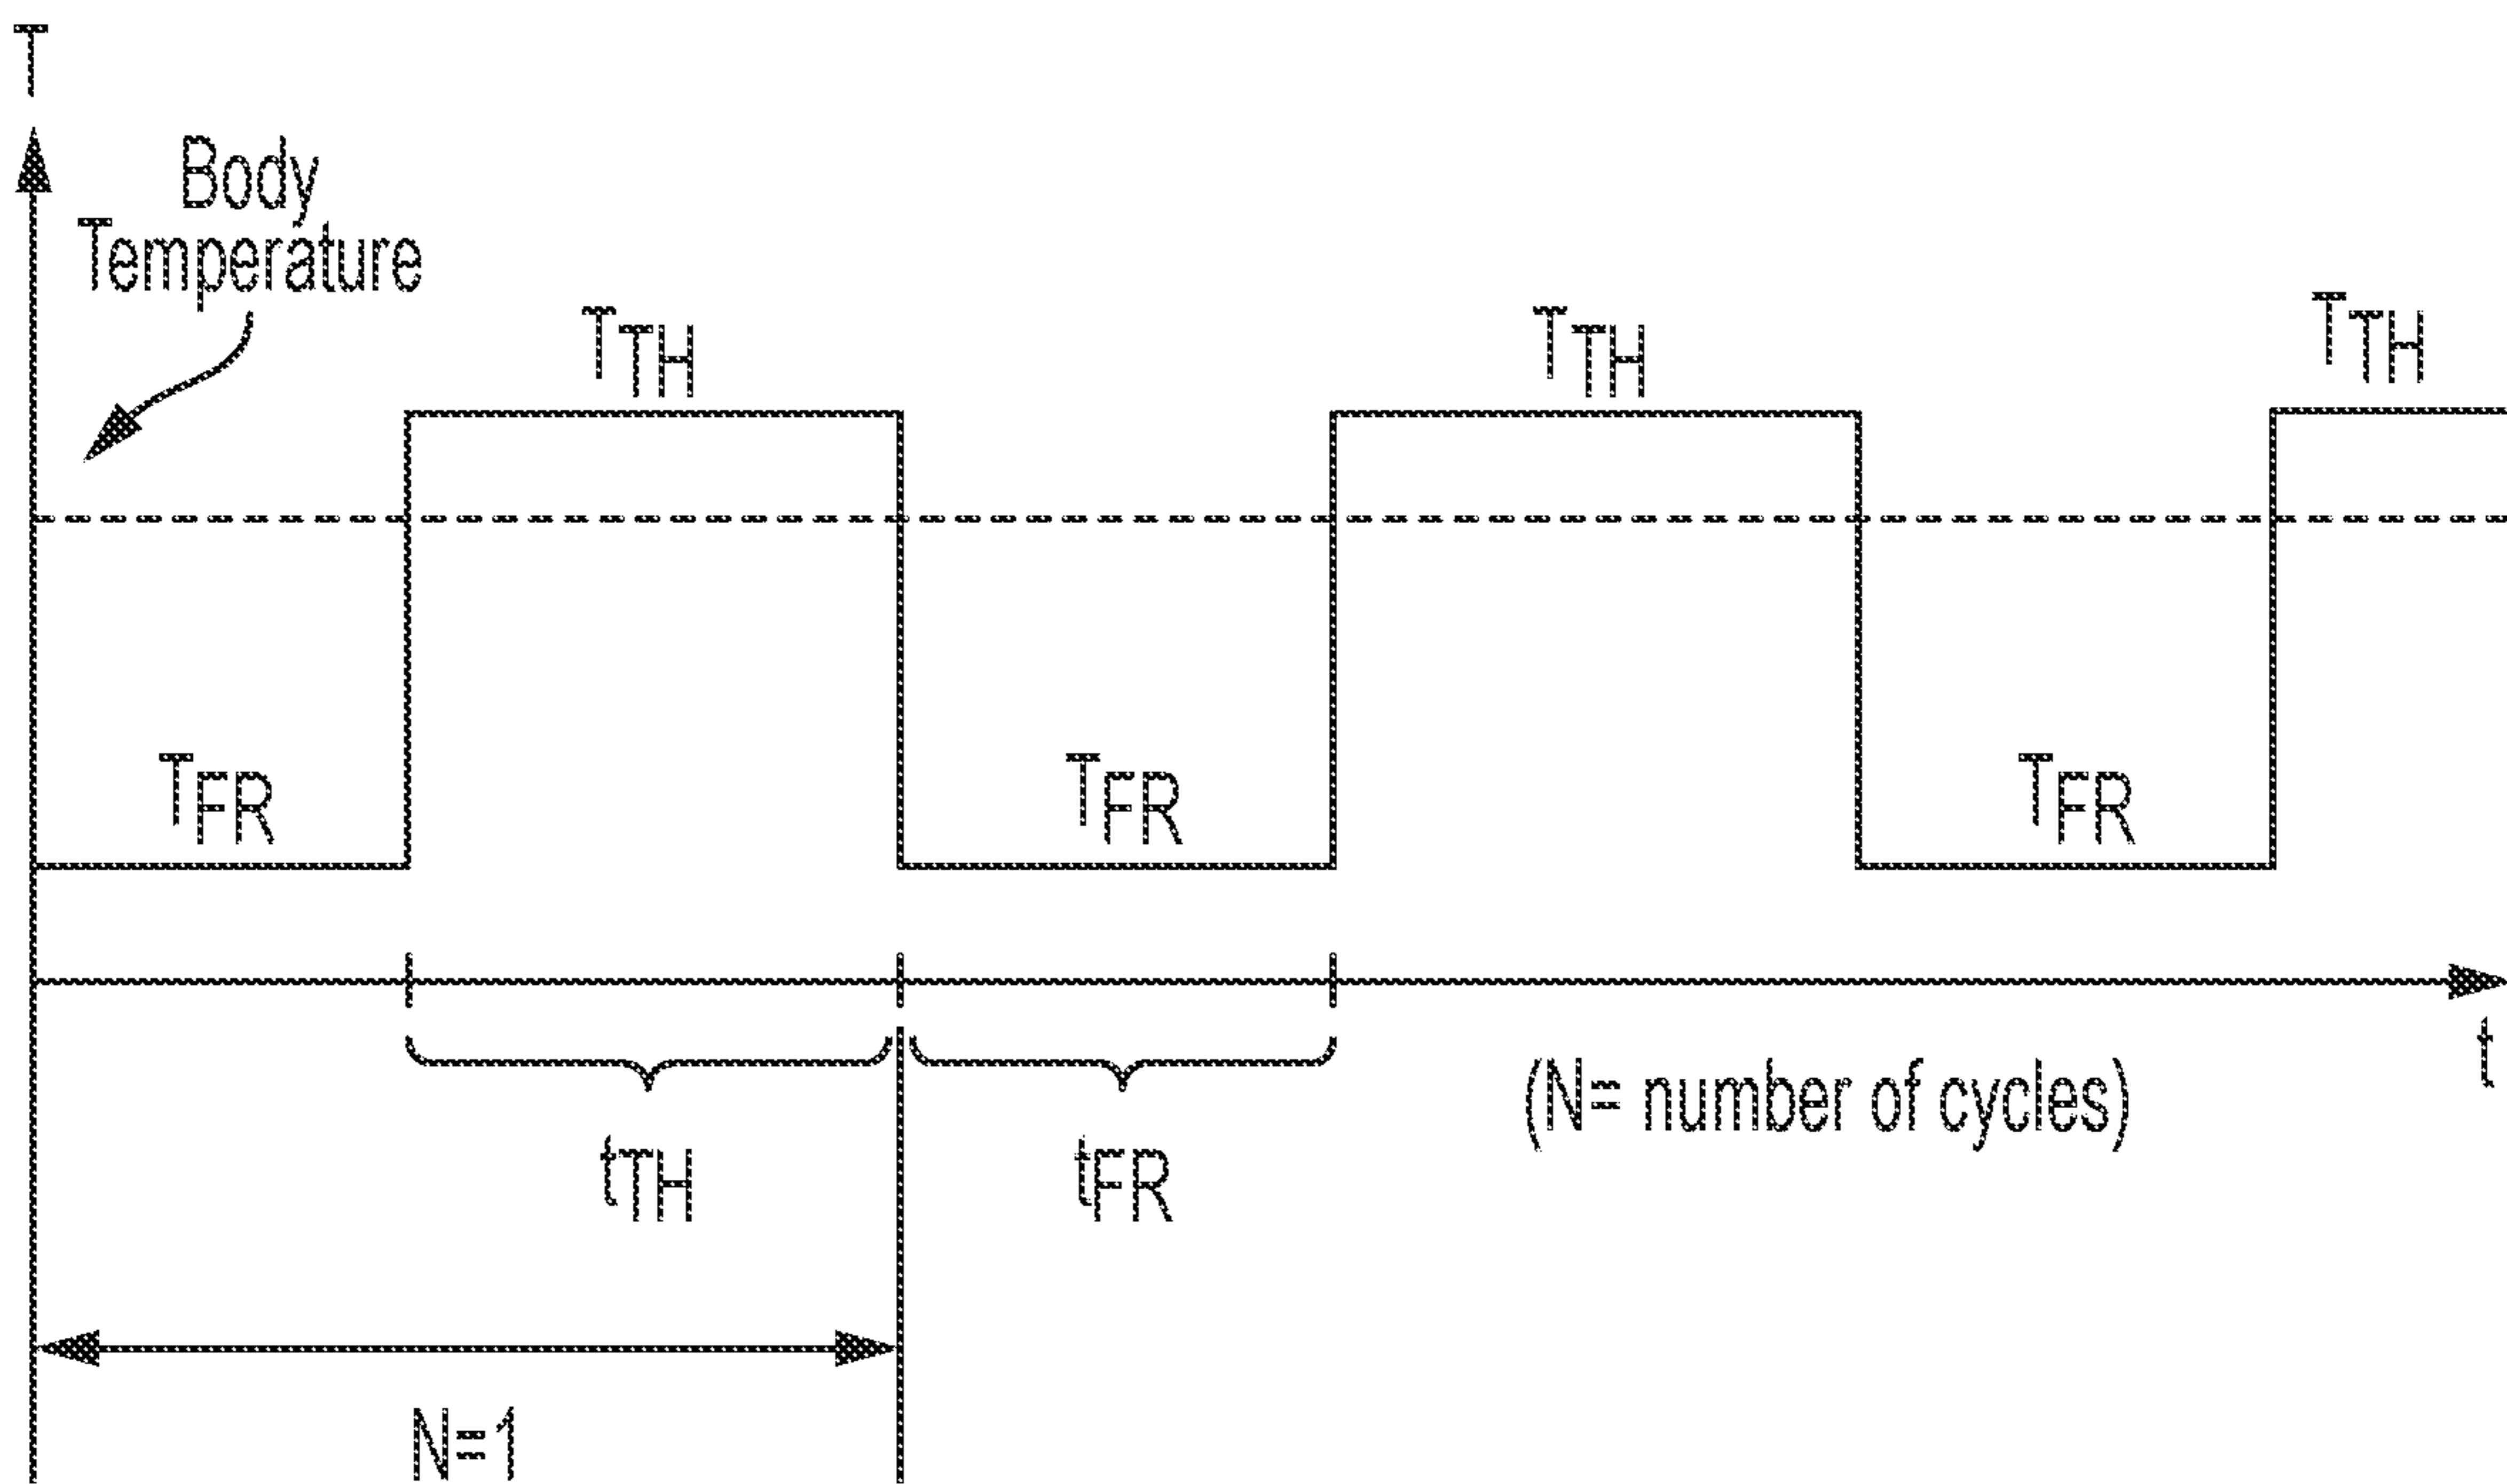 T
Body
Temperature
TTH
TTH
TTH
TFR
TFR
TFR
t
(N= number of cycles)
tTH
tFR
N=1